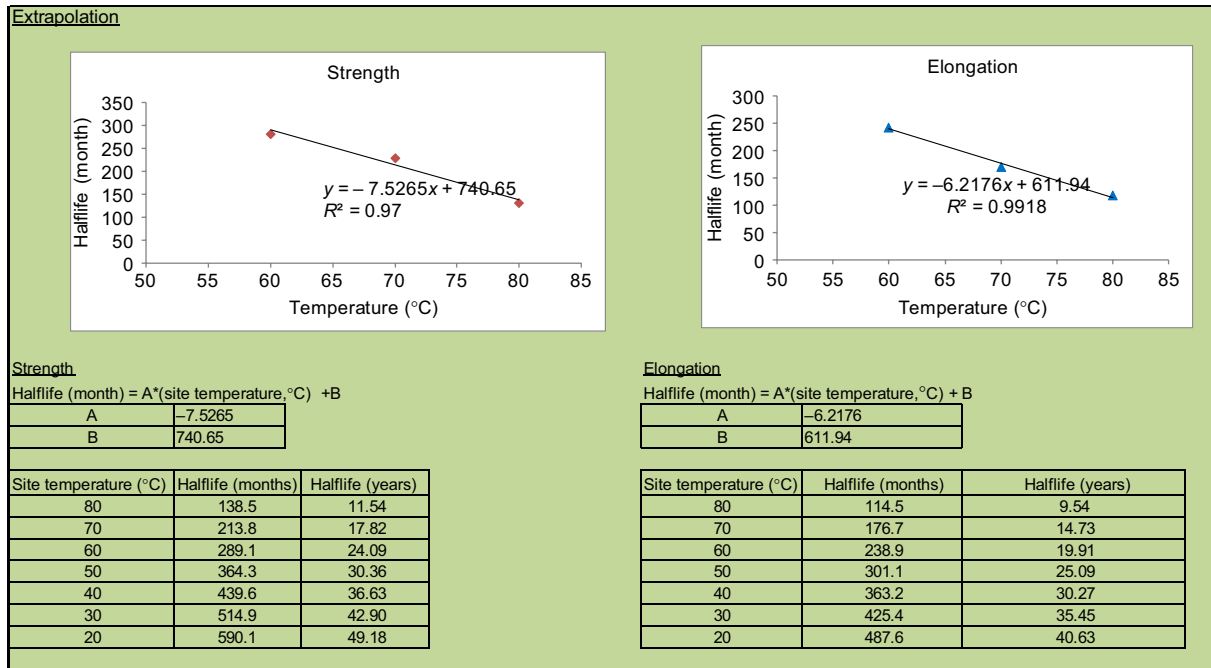 Extrapolation
Strength
350
300
250
200
150
100
50
0
Halflife (month)
y = – 7.5265x + 740.65
R² = 0.97
50 55 60 65 70 75 80 85
Temperature (°C)
Elongation
300
250
200
150
100
50
0
Halflife (month)
y = –6.2176x + 611.94
R² = 0.9918
50 55 60 65 70 75 80 85
Temperature (°C)
Strength
Halflife (month) = A*(site temperature,°C) +B
A –7.5265
B 740.65
Site temperature (°C) Halflife (months) Halflife (years)
80 138.5 11.54
70 213.8 17.82
60 289.1 24.09
50 364.3 30.36
40 439.6 36.63
30 514.9 42.90
20 590.1 49.18
Elongation
Halflife (month) = A*(site temperature,°C) + B
A –6.2176
B 611.94
Site temperature (°C) Halflife (months) Halflife (years)
80 114.5 9.54
70 176.7 14.73
60 238.9 19.91
50 301.1 25.09
40 363.2 30.27
30 425.4 35.45
20 487.6 40.63